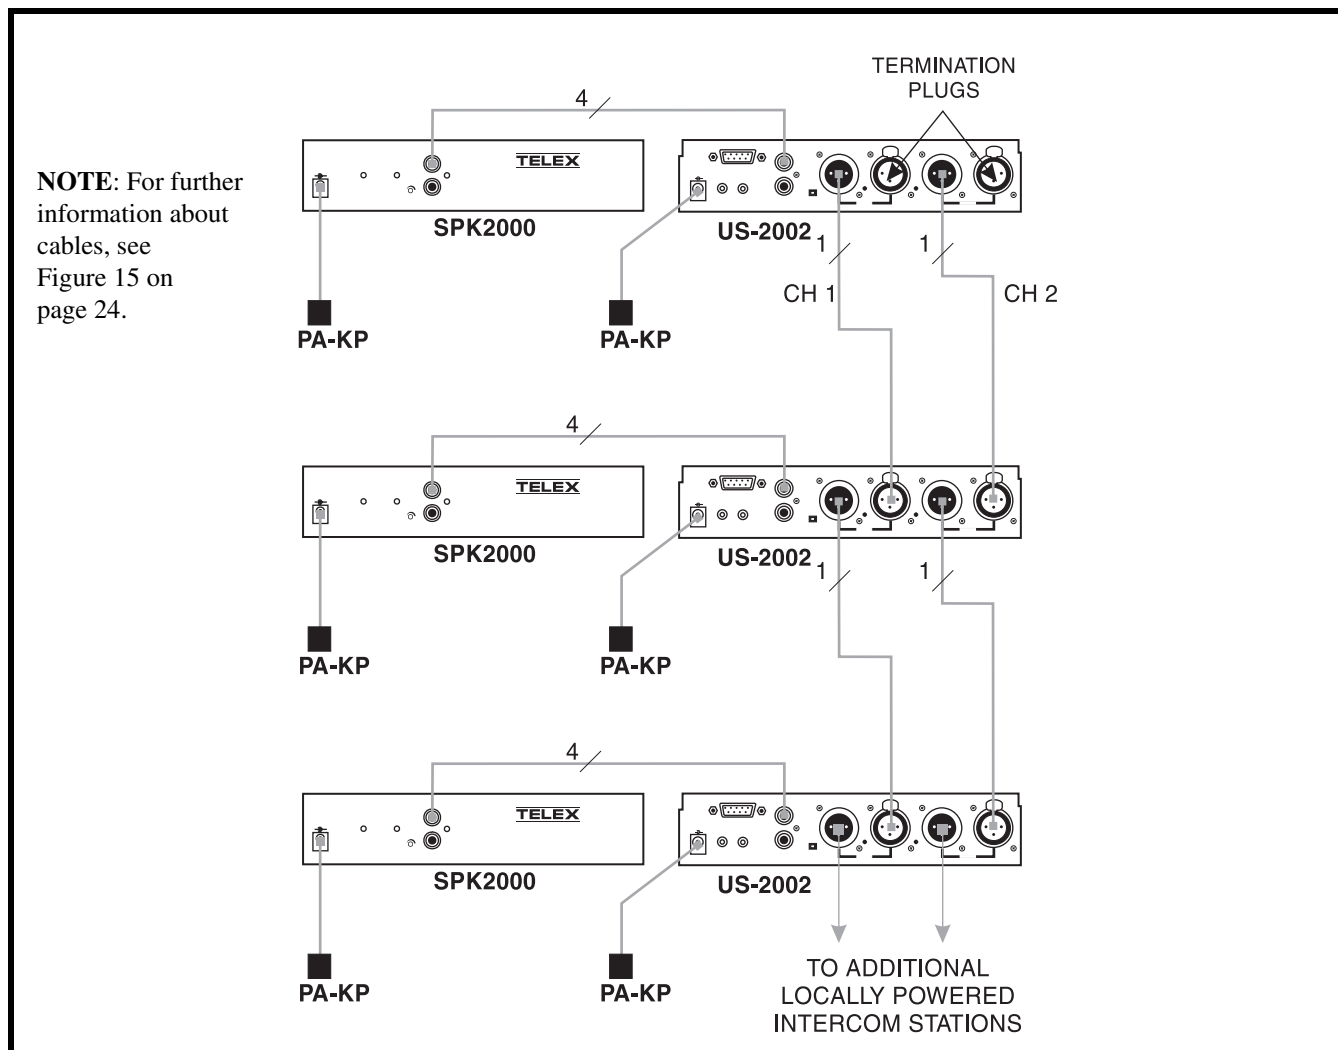 TERMINATION
PLUGS
4
NOTE: For further
information about
cables, see
Figure 15 on
page 24.
TELEX
SPK2000
US-2002
1
1
CH 1
CH 2
PA-KP
PA-KP
4
TELEX
SPK2000
US-2002
1
1
PA-KP
PA-KP
4
TELEX
SPK2000
US-2002
PA-KP
PA-KP
TO ADDITIONAL
LOCALLY POWERED
INTERCOM STATIONS